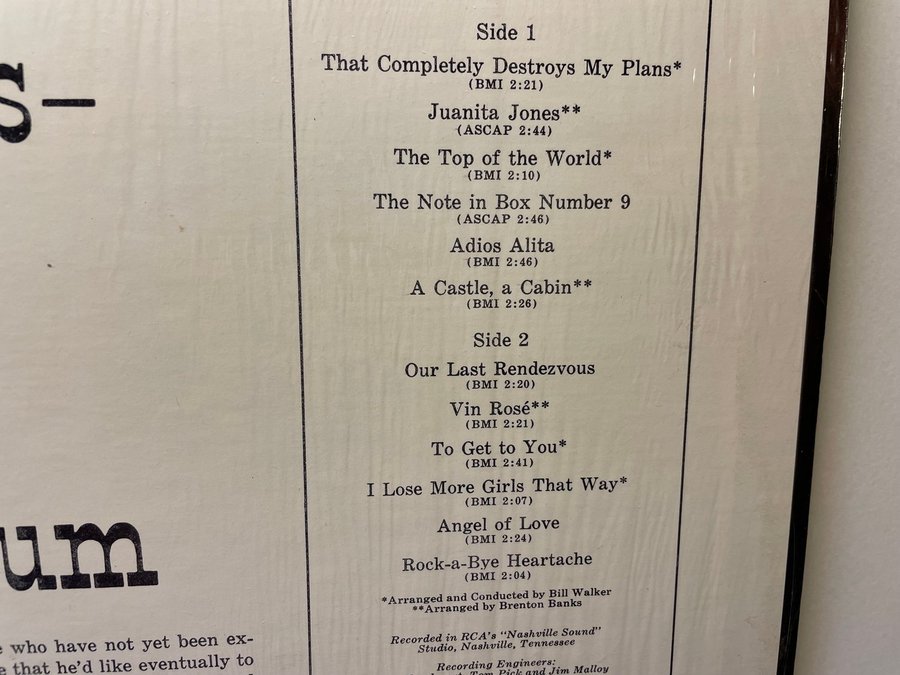 s—
um
who have not yet been ex-
that he'd like eventually to
Side 1
That Completely Destroys My Plans*
(BMI 2:21)
Juanita Jones**
(ASCAP 2:44)
The Top of the World*
(BMI 2:10)
The Note in Box Number 9
(ASCAP 2:46)
Adios Alita
(BMI 2:46)
A Castle, a Cabin**
(BMI 2:26)
Side 2
Our Last Rendezvous
(BMI 2:20)
Vin Rosé**
(BMI 2:21)
To Get to You*
(BMI 2:41)
I Lose More Girls That Way*
(BMI 2:07)
Angel of Love
(BMI 2:24)
Rock-a-Bye Heartache
(BMI 2:04)
*Arranged and Conducted by Bill Walker
**Arranged by Brenton Banks
Recorded in RCA's "Nashville Sound"
Studio, Nashville, Tennessee
Recording Engineers:
Tom Pick and Jim Malloy